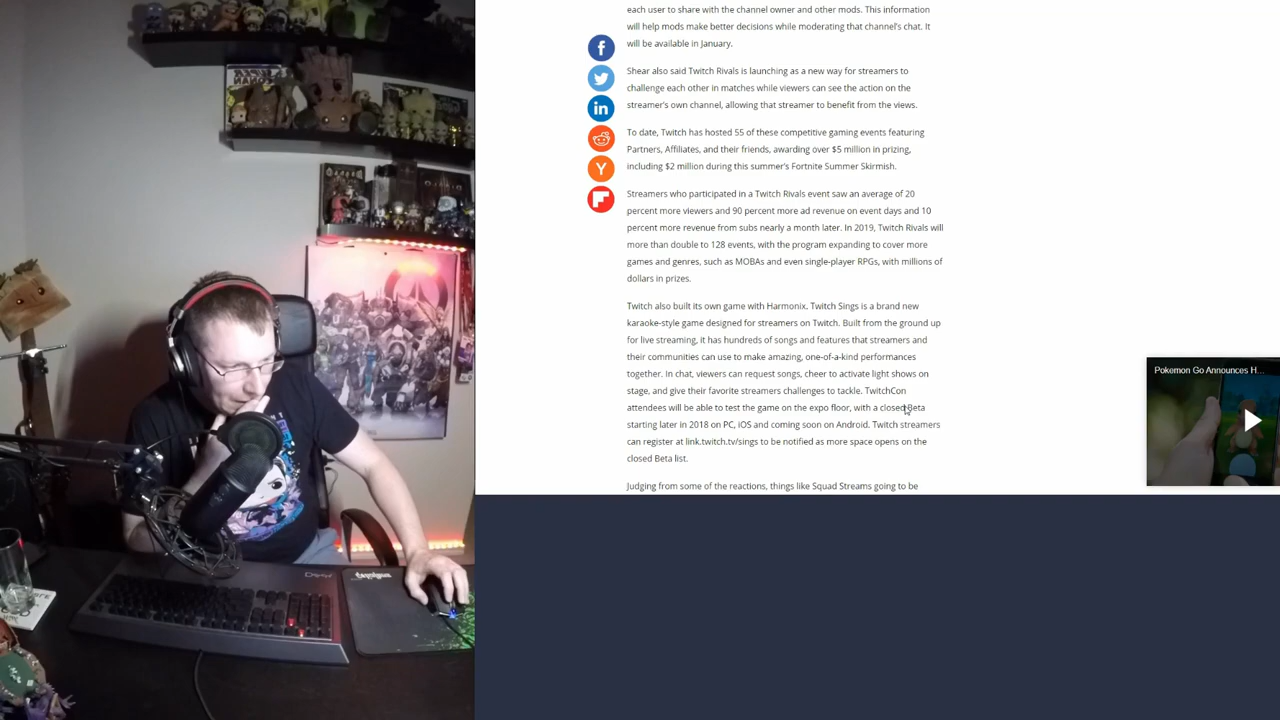 each user to share with the channel owner and other mods. This information
will help mods make better decisions while moderating that channel's chat. It
will be available in January.
Shear also said Twitch Rivals is launching as a new way for streamers to
challenge each other in matches while viewers can see the action on the
streamer's own channel, allowing that streamer to benefit from the views.
To date, Twitch has hosted 55 of these competitive gaming events featuring
Partners, Affiliates, and their friends, awarding over $5 million in prizing,
including $2 million during this summer's Fortnite Summer Skirmish.
Streamers who participated in a Twitch Rivals event saw an average of 20
percent more viewers and 90 percent more ad revenue on event days and 10
percent more revenue from subs nearly a month later. In 2019, Twitch Rivals will
more than double to 128 events, with the program expanding to cover more
games and genres, such as MOBAs and even single-player RPGs, with millions of
dollars in prizes.
Twitch also built its own game with Harmonix. Twitch Sings is a brand new
karaoke-style game designed for streamers on Twitch. Built from the ground up
for live streaming, it has hundreds of songs and features that streamers and
their communities can use to make amazing, one-of-a-kind performances
together. In chat, viewers can request songs, cheer to activate light shows on
stage, and give their favorite streamers challenges to tackle. TwitchCon
attendees will be able to test the game on the expo floor, with a closed Beta
starting later in 2018 on PC, iOS and coming soon on Android. Twitch streamers
can register at link.twitch.tv/sings to be notified as more space opens on the
closed Beta list.
Judging from some of the reactions, things like Squad Streams going to be
Pokemon Go Announces H...